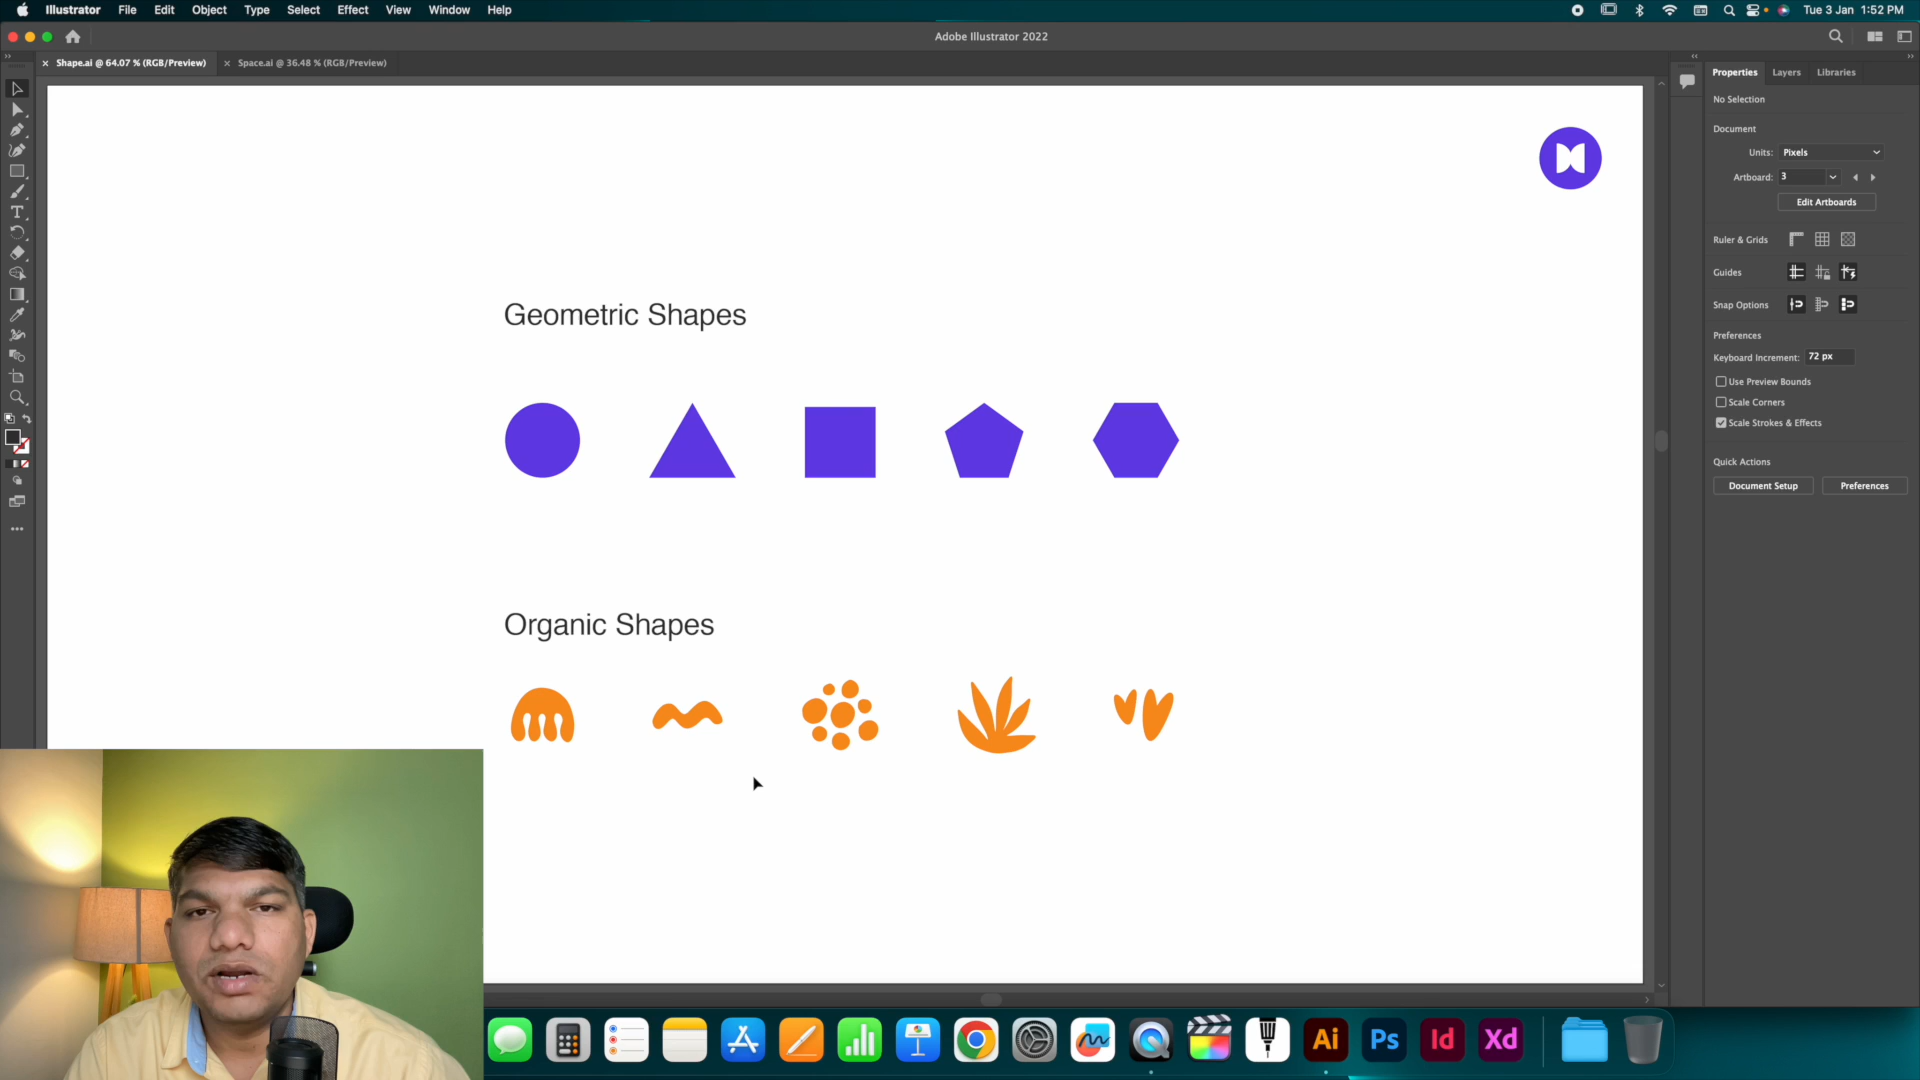 Illustrator File Edit Object Type Select Effect View Window Help
Tue 3 Jan 1:52 PM
Adobe Illustrator 2022
Shape.ai @ 64.07 % (RGB/Preview)
Space.ai @ 36.48 % (RGB/Preview)
Properties Layers Libraries
No Selection
Document
Units: Pixels
Artboard: 3
Edit Artboards
Ruler & Grids
Guides
Snap Options
Preferences
Keyboard Increment: 72 px
Use Preview Bounds
Scale Corners
Scale Strokes & Effects
Quick Actions
Document Setup
Preferences
Geometric Shapes
Organic Shapes
Ai Ps Id Xd